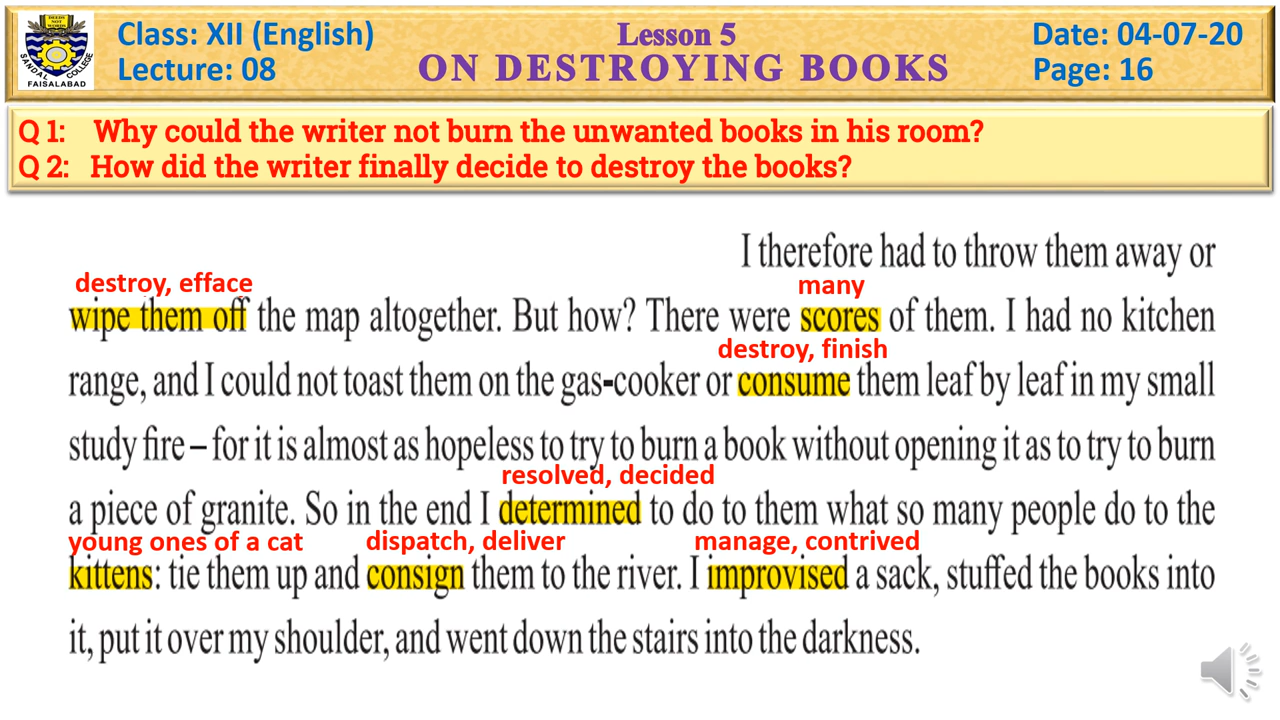 DEEDS NOT WORDS
SANDAL COLLEGE
FAISALABAD
Class: XII (English)
Lecture: 08
Lesson 5
ON DESTROYING BOOKS
Date: 04-07-20
Page: 16
Q 1: Why could the writer not burn the unwanted books in his room?
Q 2: How did the writer finally decide to destroy the books?
I therefore had to throw them away or
destroy, efface
many
wipe them off the map altogether. But how? There were scores of them. I had no kitchen
destroy, finish
range, and I could not toast them on the gas-cooker or consume them leaf by leaf in my small
study fire – for it is almost as hopeless to try to burn a book without opening it as to try to burn
resolved, decided
a piece of granite. So in the end I determined to do to them what so many people do to the
young ones of a cat
dispatch, deliver
manage, contrived
kittens: tie them up and consign them to the river. I improvised a sack, stuffed the books into
it, put it over my shoulder, and went down the stairs into the darkness.